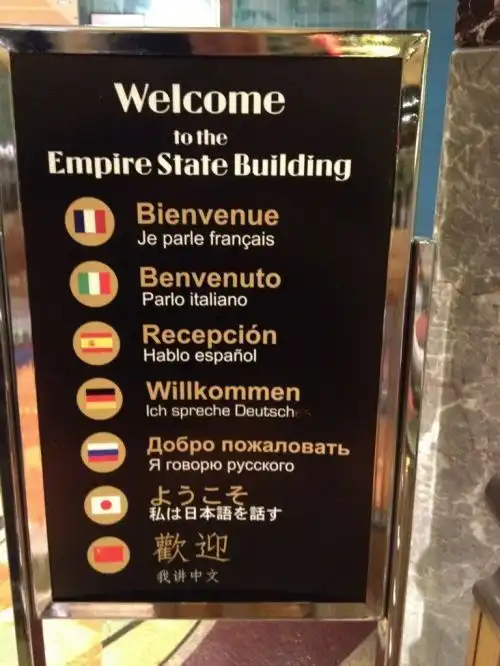 Welcome
to the
Empire State Building
Bienvenue
Je parle français
Benvenuto
Parlo italiano
Recepción
Hablo español
Willkommen
Ich spreche Deutsch
Добро пожаловать
Я говорю русского
ようこそ
私は日本語を話す
歡迎
我讲中文